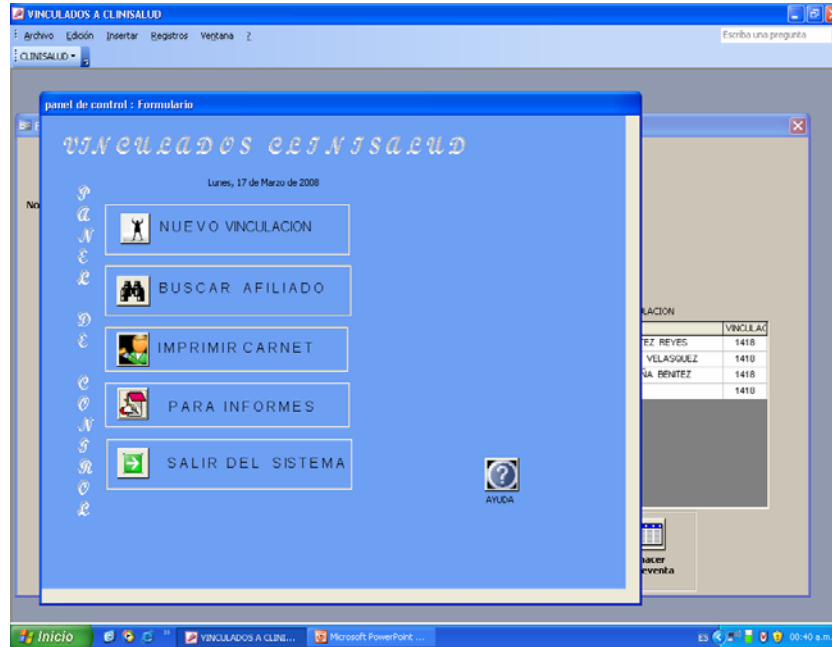 VINCULADOS A CLINISALUD
Archivo Edición Insertar Registros Ventana ?
Escriba una pregunta
CLINISALUD
panel de control : Formulario
VINCULADOS CLINISALUD
Lunes, 17 de Marzo de 2008
PANEL DE CONTROL
No
NUEVO VINCULACION
BUSCAR AFILIADO
IMPRIMIR CARNET
PARA INFORMES
SALIR DEL SISTEMA
AYUDA
LACION
VINCULAC
EZ REYES 1418
VELASQUEZ 1418
ÑA BENITEZ 1418
1418
hacer
eventa
Inicio
VINCULADOS A CLINI...
Microsoft PowerPoint ...
ES
00:40 a.m.